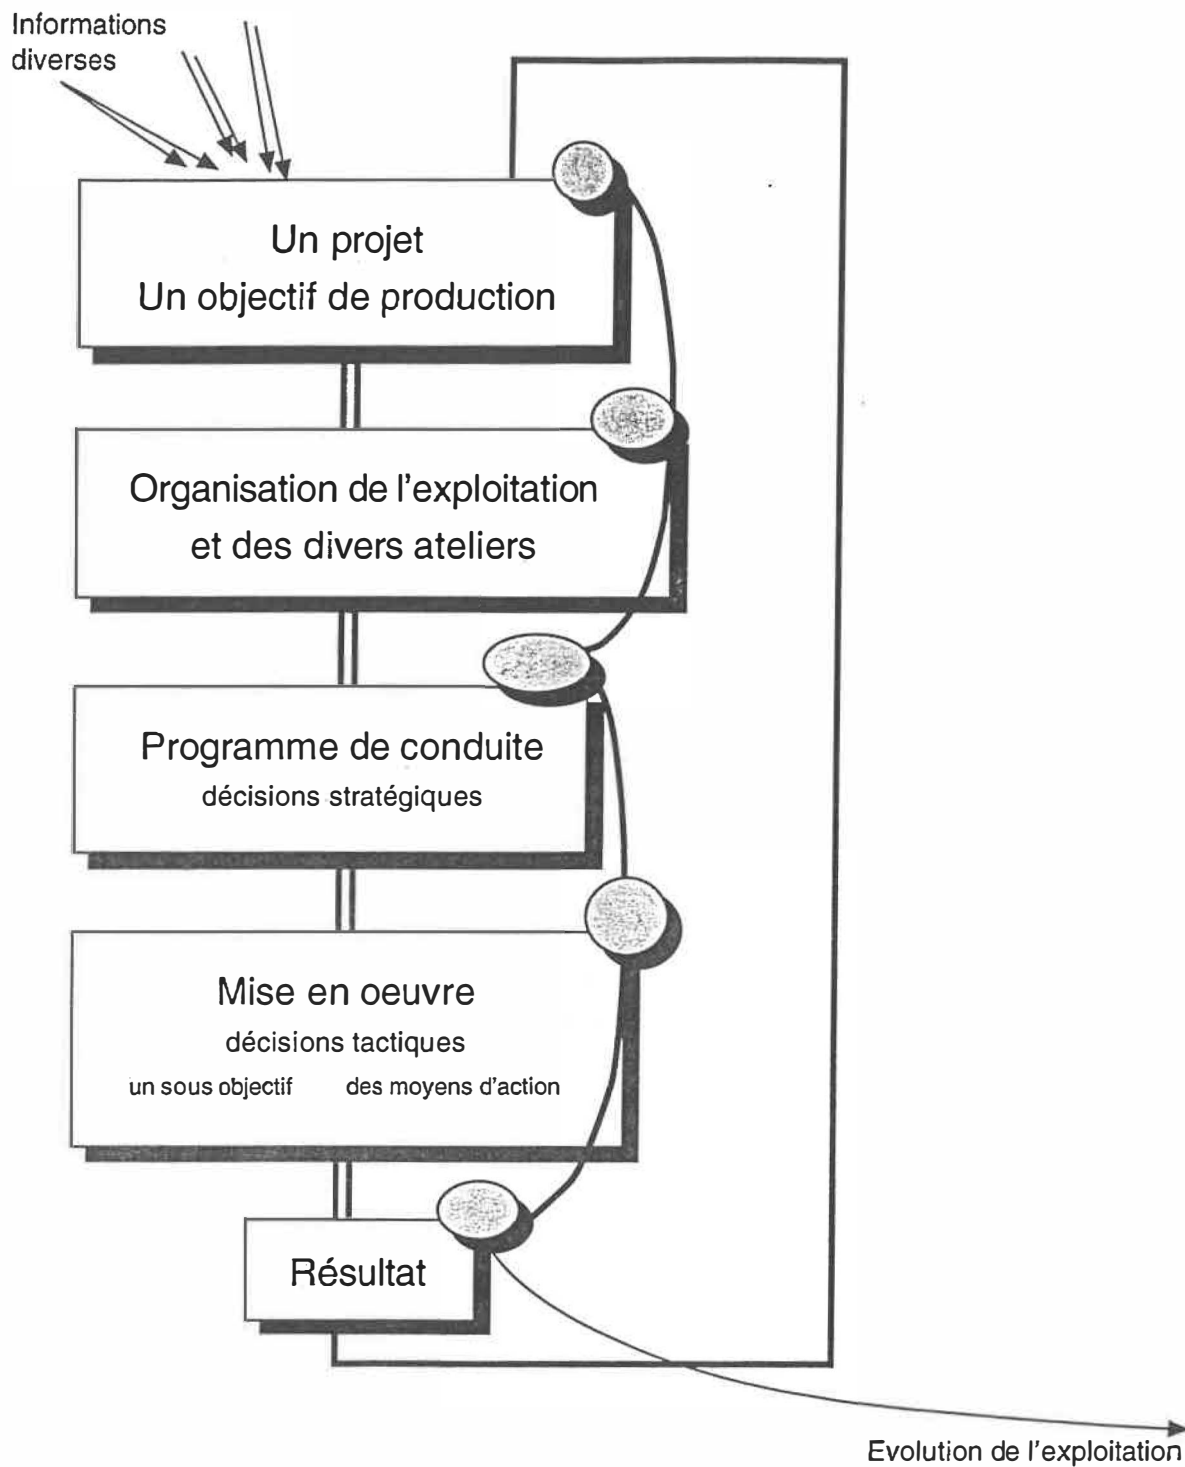 Informations
diverses
Un projet
Un objectif de production
Organisation de l'exploitation
et des divers ateliers
Programme de conduite
décisions stratégiques
Mise en oeuvre
décisions tactiques
un sous objectif des moyens d'action
Résultat
Evolution de l'exploitation